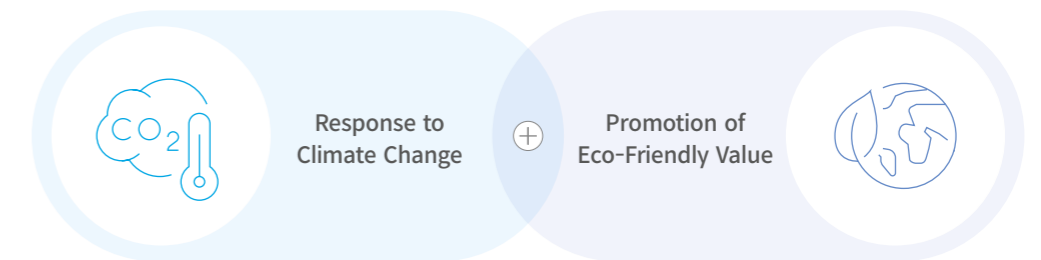 CO2
Response to
Climate Change
Promotion of
Eco-Friendly Value